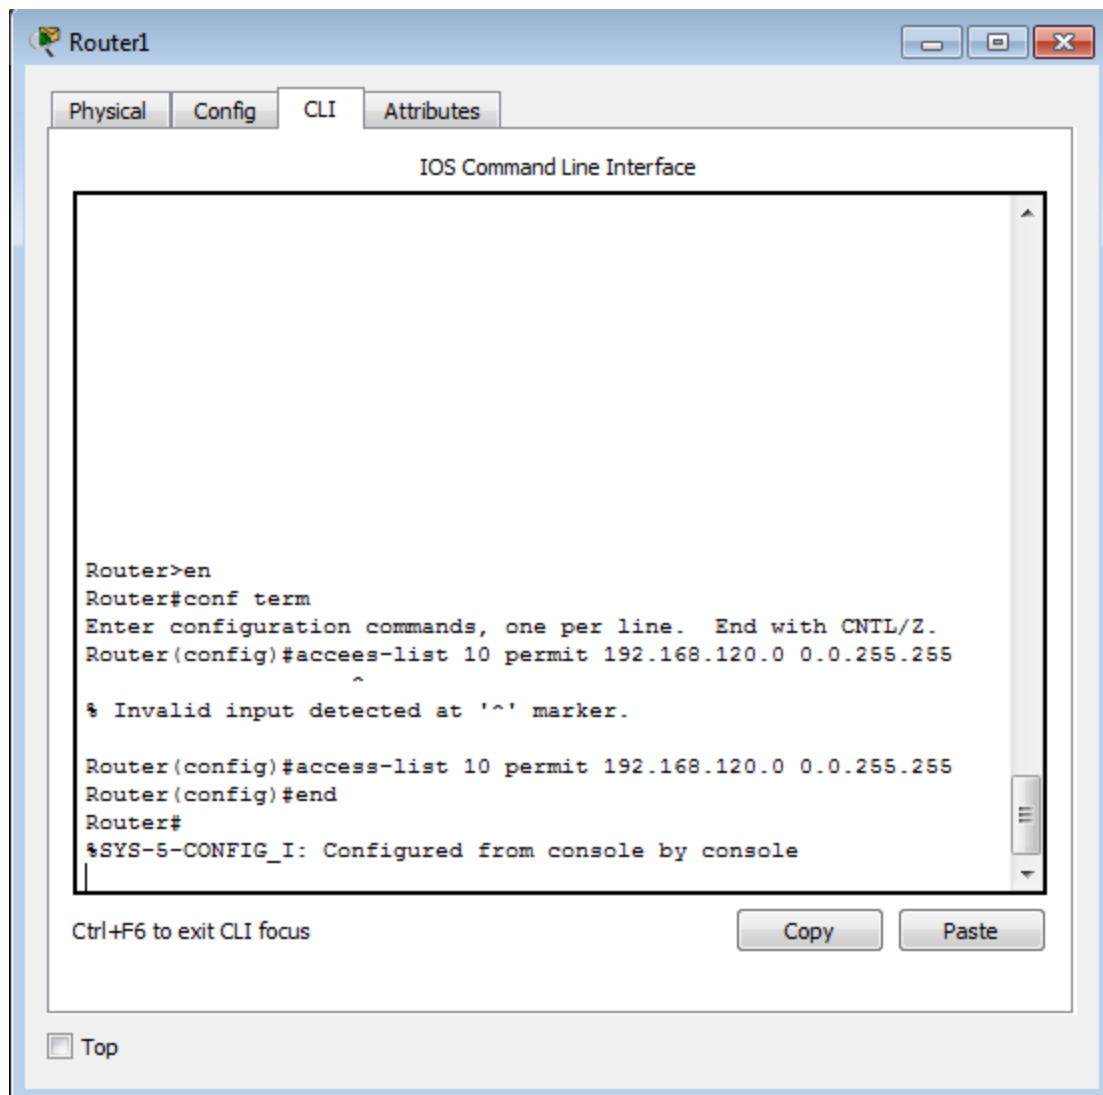 Router1
Physical Config CLI Attributes
IOS Command Line Interface
Router>en
Router#conf term
Enter configuration commands, one per line.  End with CNTL/Z.
Router(config)#accees-list 10 permit 192.168.120.0 0.0.255.255
^
% Invalid input detected at '^' marker.
Router(config)#access-list 10 permit 192.168.120.0 0.0.255.255
Router(config)#end
Router#
%SYS-5-CONFIG_I: Configured from console by console
Ctrl+F6 to exit CLI focus
Copy Paste
Top